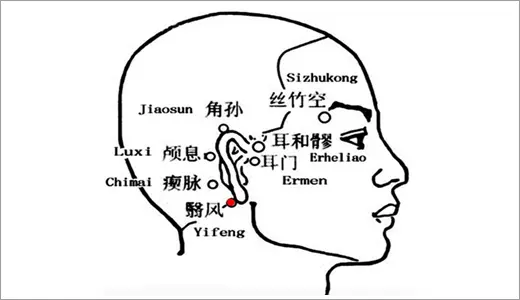 Sizhukong
丝竹空
Jiaosun 角孙
耳和髎
Luxi 颅息
耳门 Erheliao
Chimai 瘈脉
Ermen
翳风
Yifeng